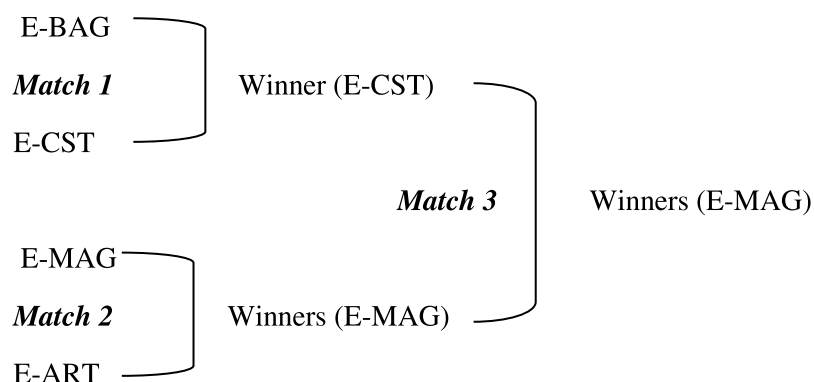 E-BAG
Match 1
Winner (E-CST)
E-CST
Match 3
Winners (E-MAG)
E-MAG
Match 2
Winners (E-MAG)
E-ART